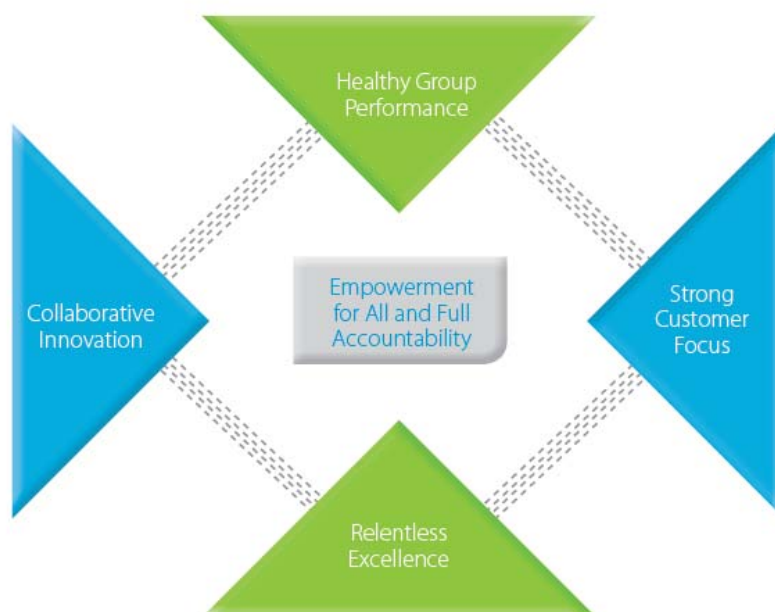 Healthy Group
Performance
Collaborative
Innovation
Empowerment
for All and Full
Accountability
Strong
Customer
Focus
Relentless
Excellence